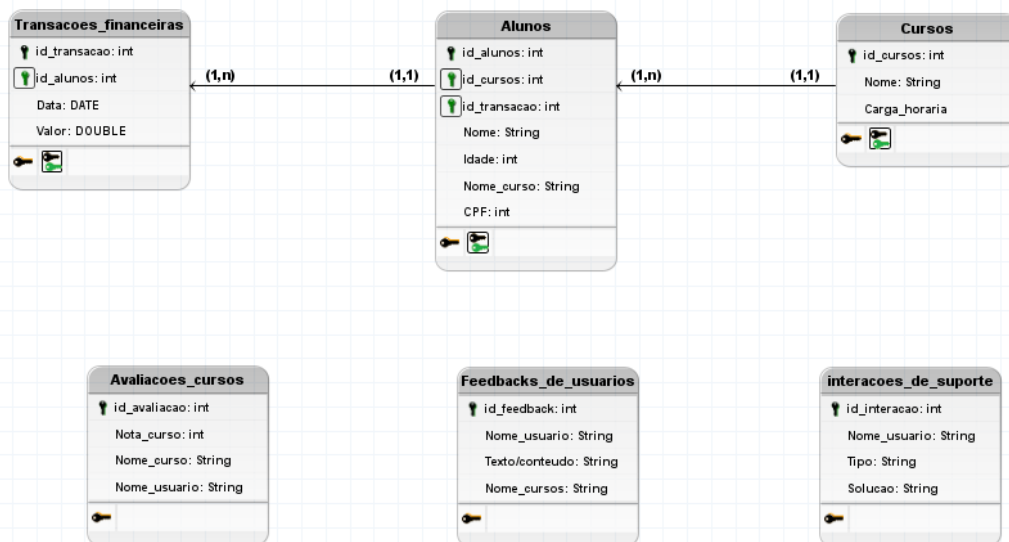 Transacoes_financeiras
id_transacao: int
id_alunos: int
Data: DATE
Valor: DOUBLE
(1,n)
(1,1)
Alunos
id_alunos: int
id_cursos: int
id_transacao: int
Nome: String
Idade: int
Nome_curso: String
CPF: int
(1,n)
(1,1)
Cursos
id_cursos: int
Nome: String
Carga_horaria
Avaliacoes_cursos
id_avaliacao: int
Nota_curso: int
Nome_curso: String
Nome_usuario: String
Feedbacks_de_usuarios
id_feedback: int
Nome_usuario: String
Texto/conteudo: String
Nome_cursos: String
interacoes_de_suporte
id_interacao: int
Nome_usuario: String
Tipo: String
Solucao: String